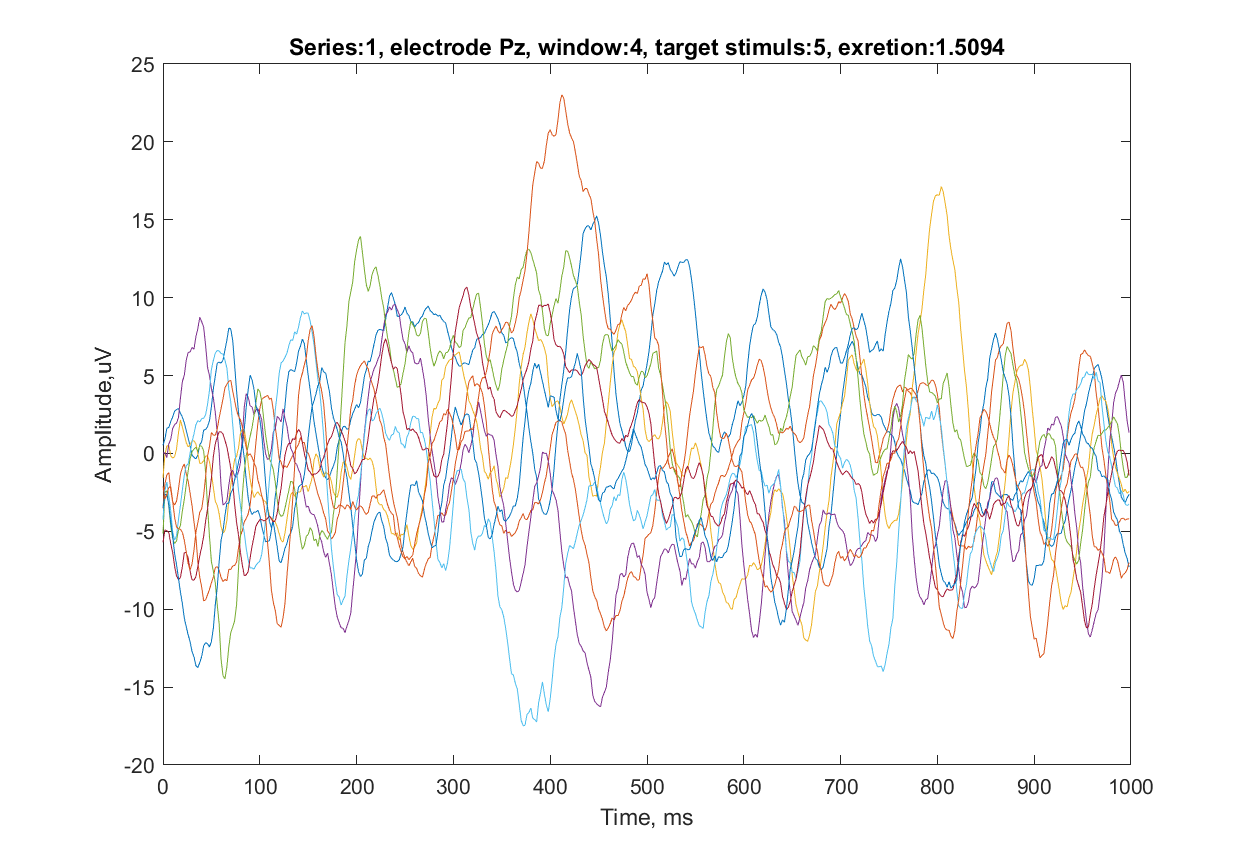 Series:1, electrode Pz, window:4, target stimuls:5, exretion:1.5094
25
20
15
10
5
0
-5
-10
-15
-20
Amplitude,uV
0 100 200 300 400 500 600 700 800 900 1000
Time, ms